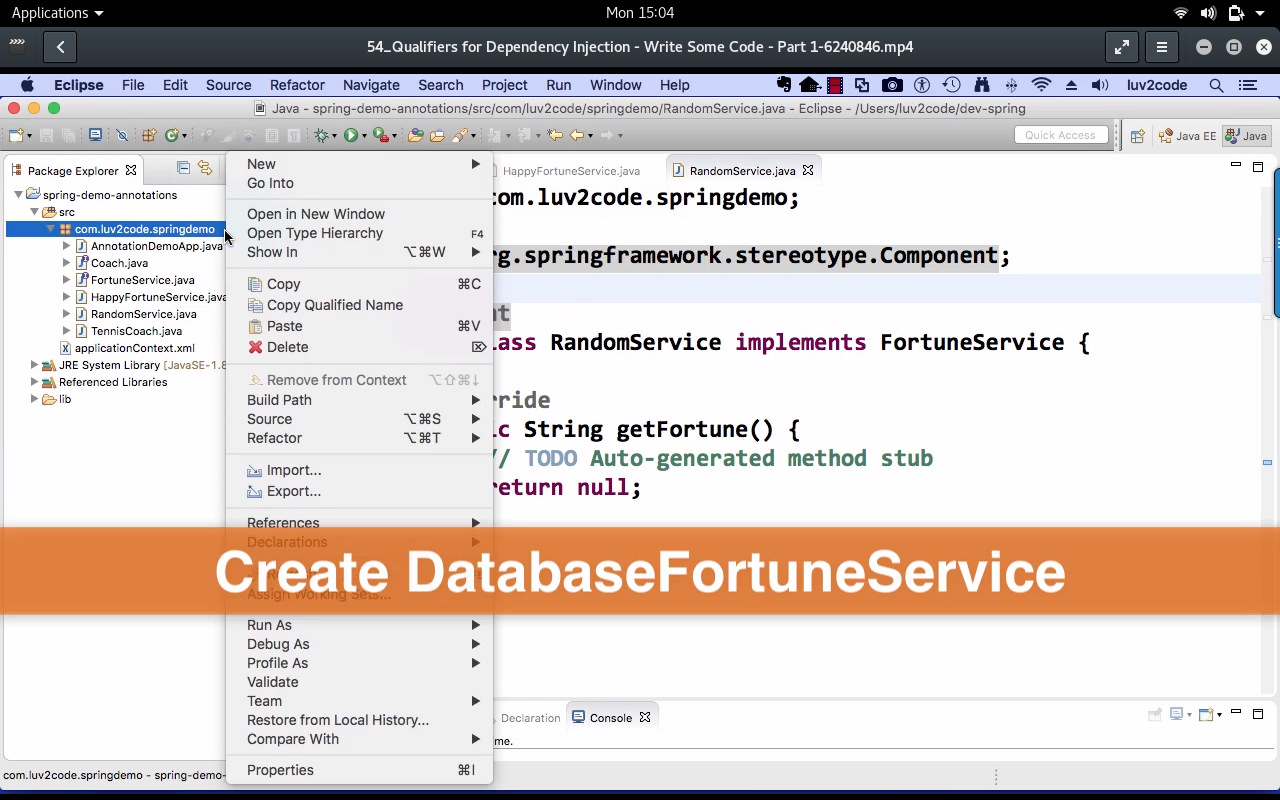 Applications
Mon 15:04
54_Qualifiers for Dependency Injection - Write Some Code - Part 1-6240846.mp4
Eclipse File Edit Source Refactor Navigate Search Project Run Window Help luv2code
Java - spring-demo-annotations/src/com/luv2code/springdemo/RandomService.java - Eclipse - /Users/luv2code/dev-spring
Quick Access
Java EE
Java
Package Explorer
spring-demo-annotations
src
com.luv2code.springdemo
AnnotationDemoApp.java
Coach.java
FortuneService.java
HappyFortuneService.java
RandomService.java
TennisCoach.java
applicationContext.xml
JRE System Library [JavaSE-1.8
Referenced Libraries
lib
New
Go Into
Open in New Window
Open Type Hierarchy F4
Show In ⌥⌘W
Copy ⌘C
Copy Qualified Name
Paste ⌘V
Delete ⌦
Remove from Context ⌥⇧⌘↓
Build Path
Source ⌥⌘S
Refactor ⌥⌘T
Import...
Export...
References
Declarations
Assign Working Sets...
Run As
Debug As
Profile As
Validate
Team
Restore from Local History...
Compare With
Properties ⌘I
HappyFortuneService.java
RandomService.java
om.luv2code.springdemo;
rg.springframework.stereotype.Component;
nt
lass RandomService implements FortuneService {
rride
ic String getFortune() {
// TODO Auto-generated method stub
return null;
Create DatabaseFortuneService
Declaration
Console
me.
com.luv2code.springdemo - spring-demo-